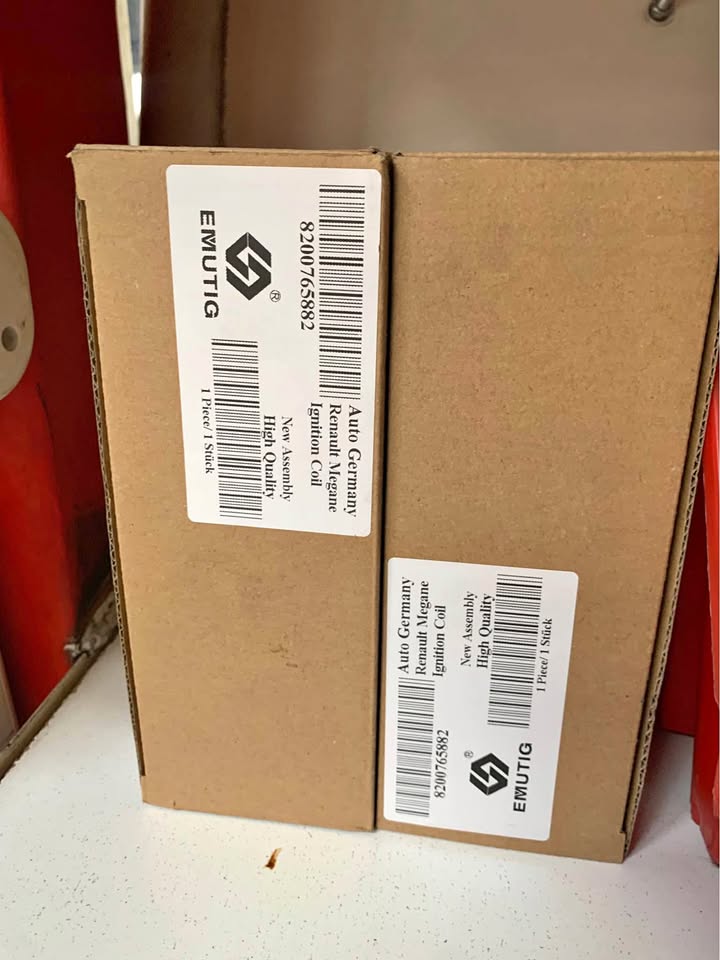 8200765882
Auto Germany
Renault Megane
Ignition Coil
®
EMUTIG
New Assembly
High Quality
1 Piece/ 1 Stück
8200765882
Auto Germany
Renault Megane
Ignition Coil
®
EMUTIG
New Assembly
High Quality
1 Piece/ 1 Stück